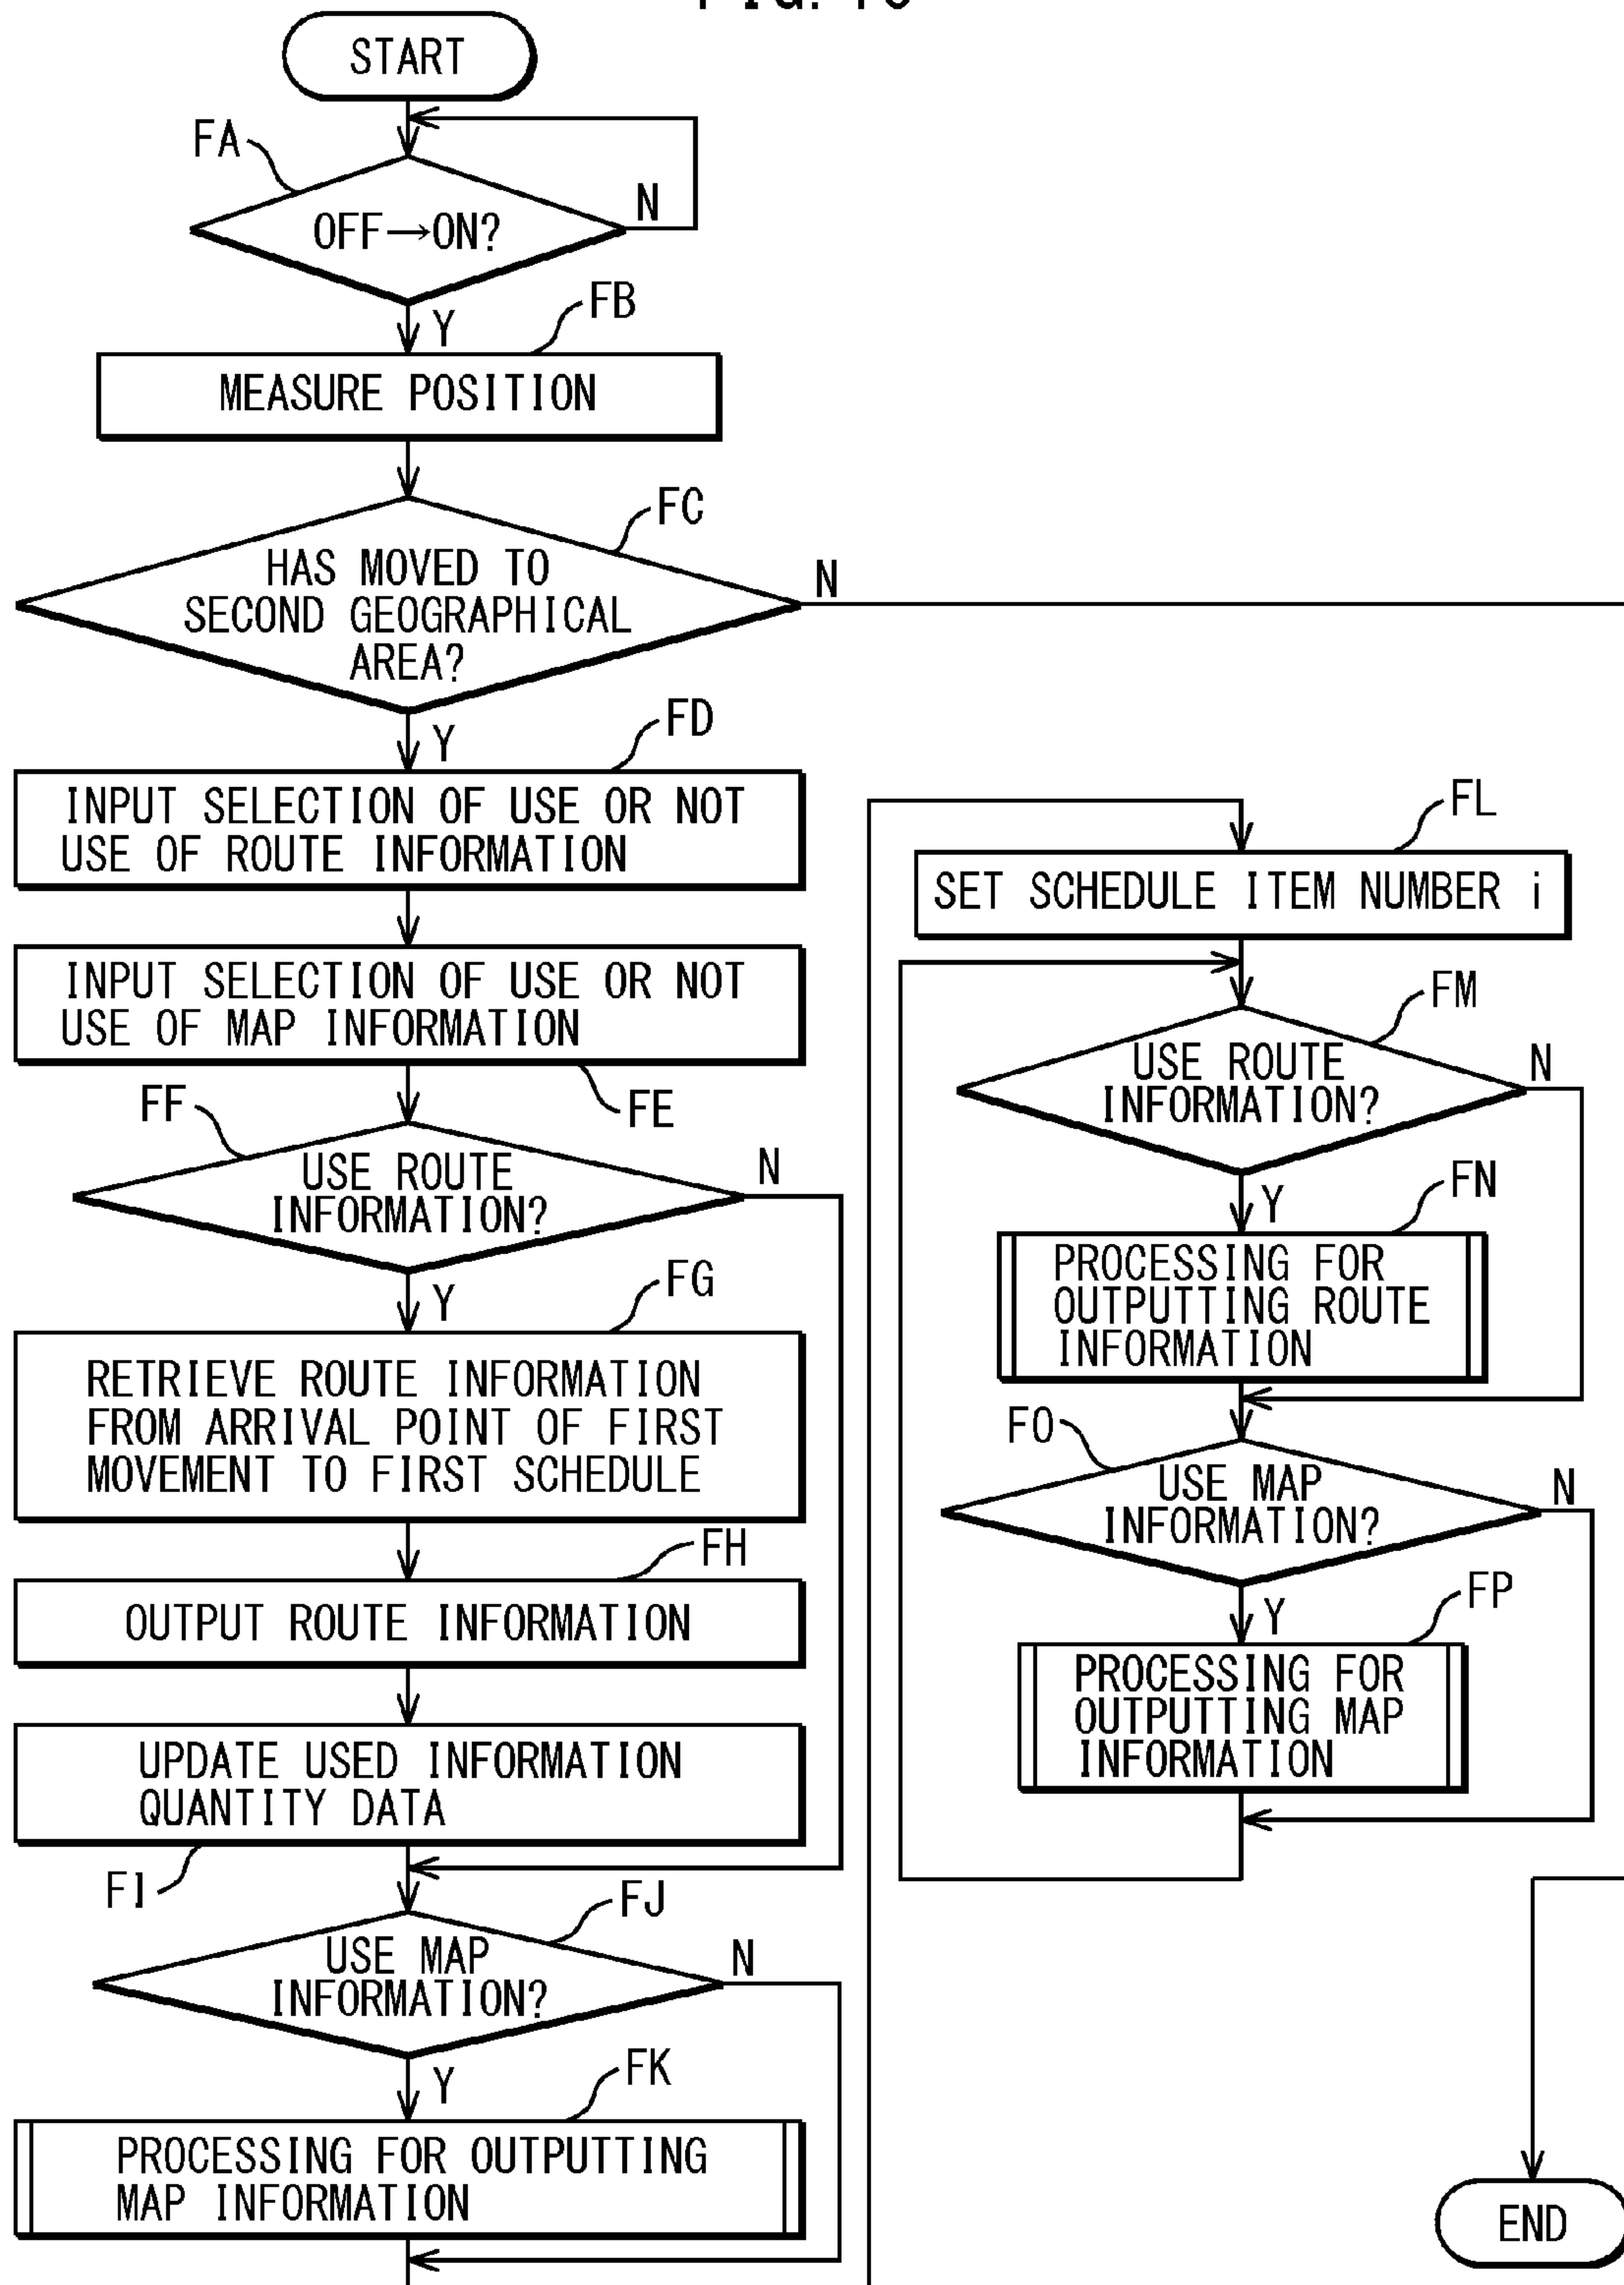 START
FA
OFF→ON?
N
Y
FB
MEASURE POSITION
FC
HAS MOVED TO
SECOND GEOGRAPHICAL
AREA?
N
Y
FD
INPUT SELECTION OF USE OR NOT
USE OF ROUTE INFORMATION
INPUT SELECTION OF USE OR NOT
USE OF MAP INFORMATION
FE
FF
USE ROUTE
INFORMATION?
N
Y
FG
RETRIEVE ROUTE INFORMATION
FROM ARRIVAL POINT OF FIRST
MOVEMENT TO FIRST SCHEDULE
FH
OUTPUT ROUTE INFORMATION
UPDATE USED INFORMATION
QUANTITY DATA
FI
FJ
USE MAP
INFORMATION?
N
Y
FK
PROCESSING FOR OUTPUTTING
MAP INFORMATION
FL
SET SCHEDULE ITEM NUMBER i
FM
USE ROUTE
INFORMATION?
N
Y
FN
PROCESSING FOR
OUTPUTTING ROUTE
INFORMATION
FO
USE MAP
INFORMATION?
N
Y
FP
PROCESSING FOR
OUTPUTTING MAP
INFORMATION
END